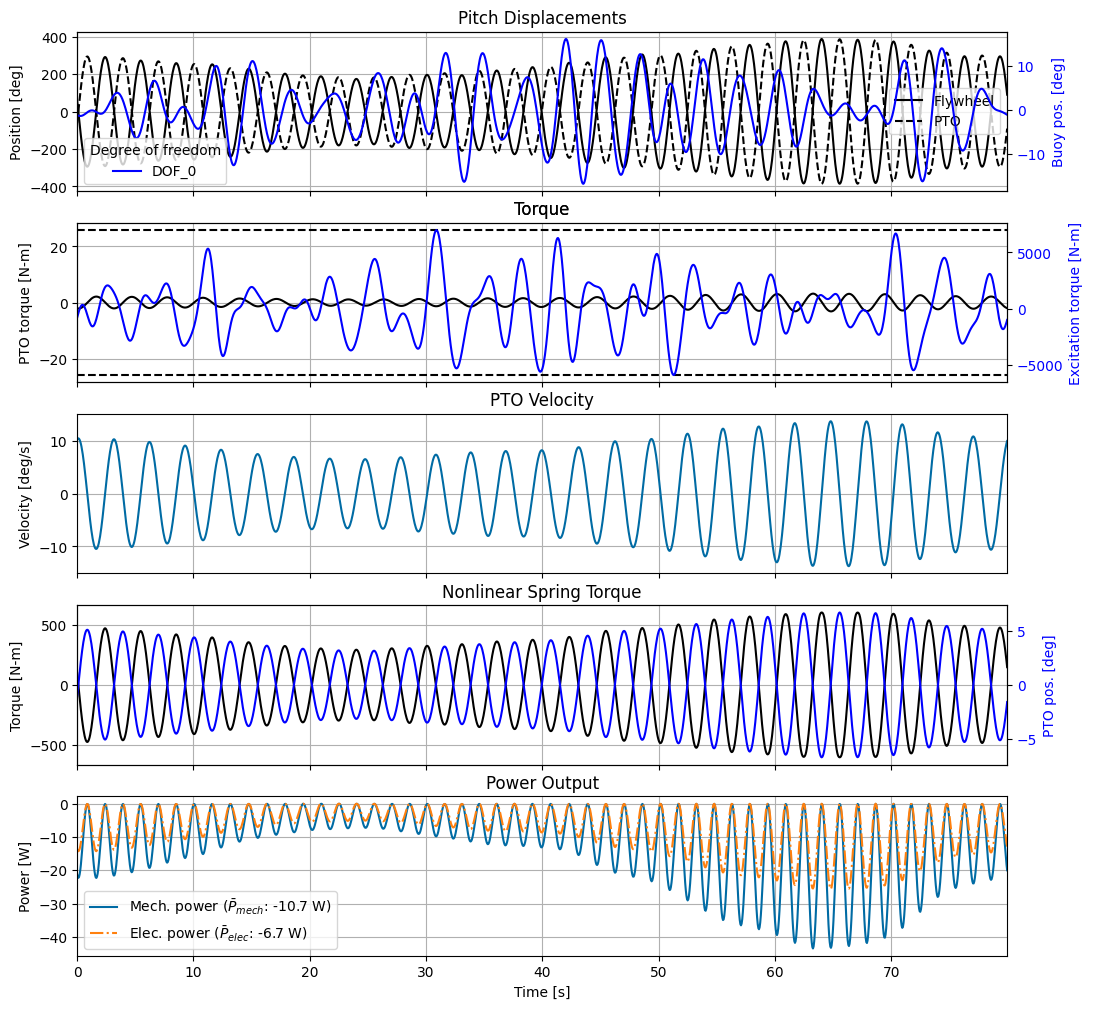 Pitch Displacements
Position [deg]
400
200
0
−200
−400
10
0
−10
Buoy pos. [deg]
Flywheel
PTO
Degree of freedom
DOF_0
Torque
PTO torque [N-m]
20
0
−20
5000
0
−5000
Excitation torque [N-m]
PTO Velocity
Velocity [deg/s]
10
0
−10
Nonlinear Spring Torque
Torque [N-m]
500
0
−500
5
0
−5
PTO pos. [deg]
Power Output
Power [W]
0
−10
−20
−30
−40
Mech. power (P̄mech: -10.7 W)
Elec. power (P̄elec: -6.7 W)
0 10 20 30 40 50 60 70
Time [s]